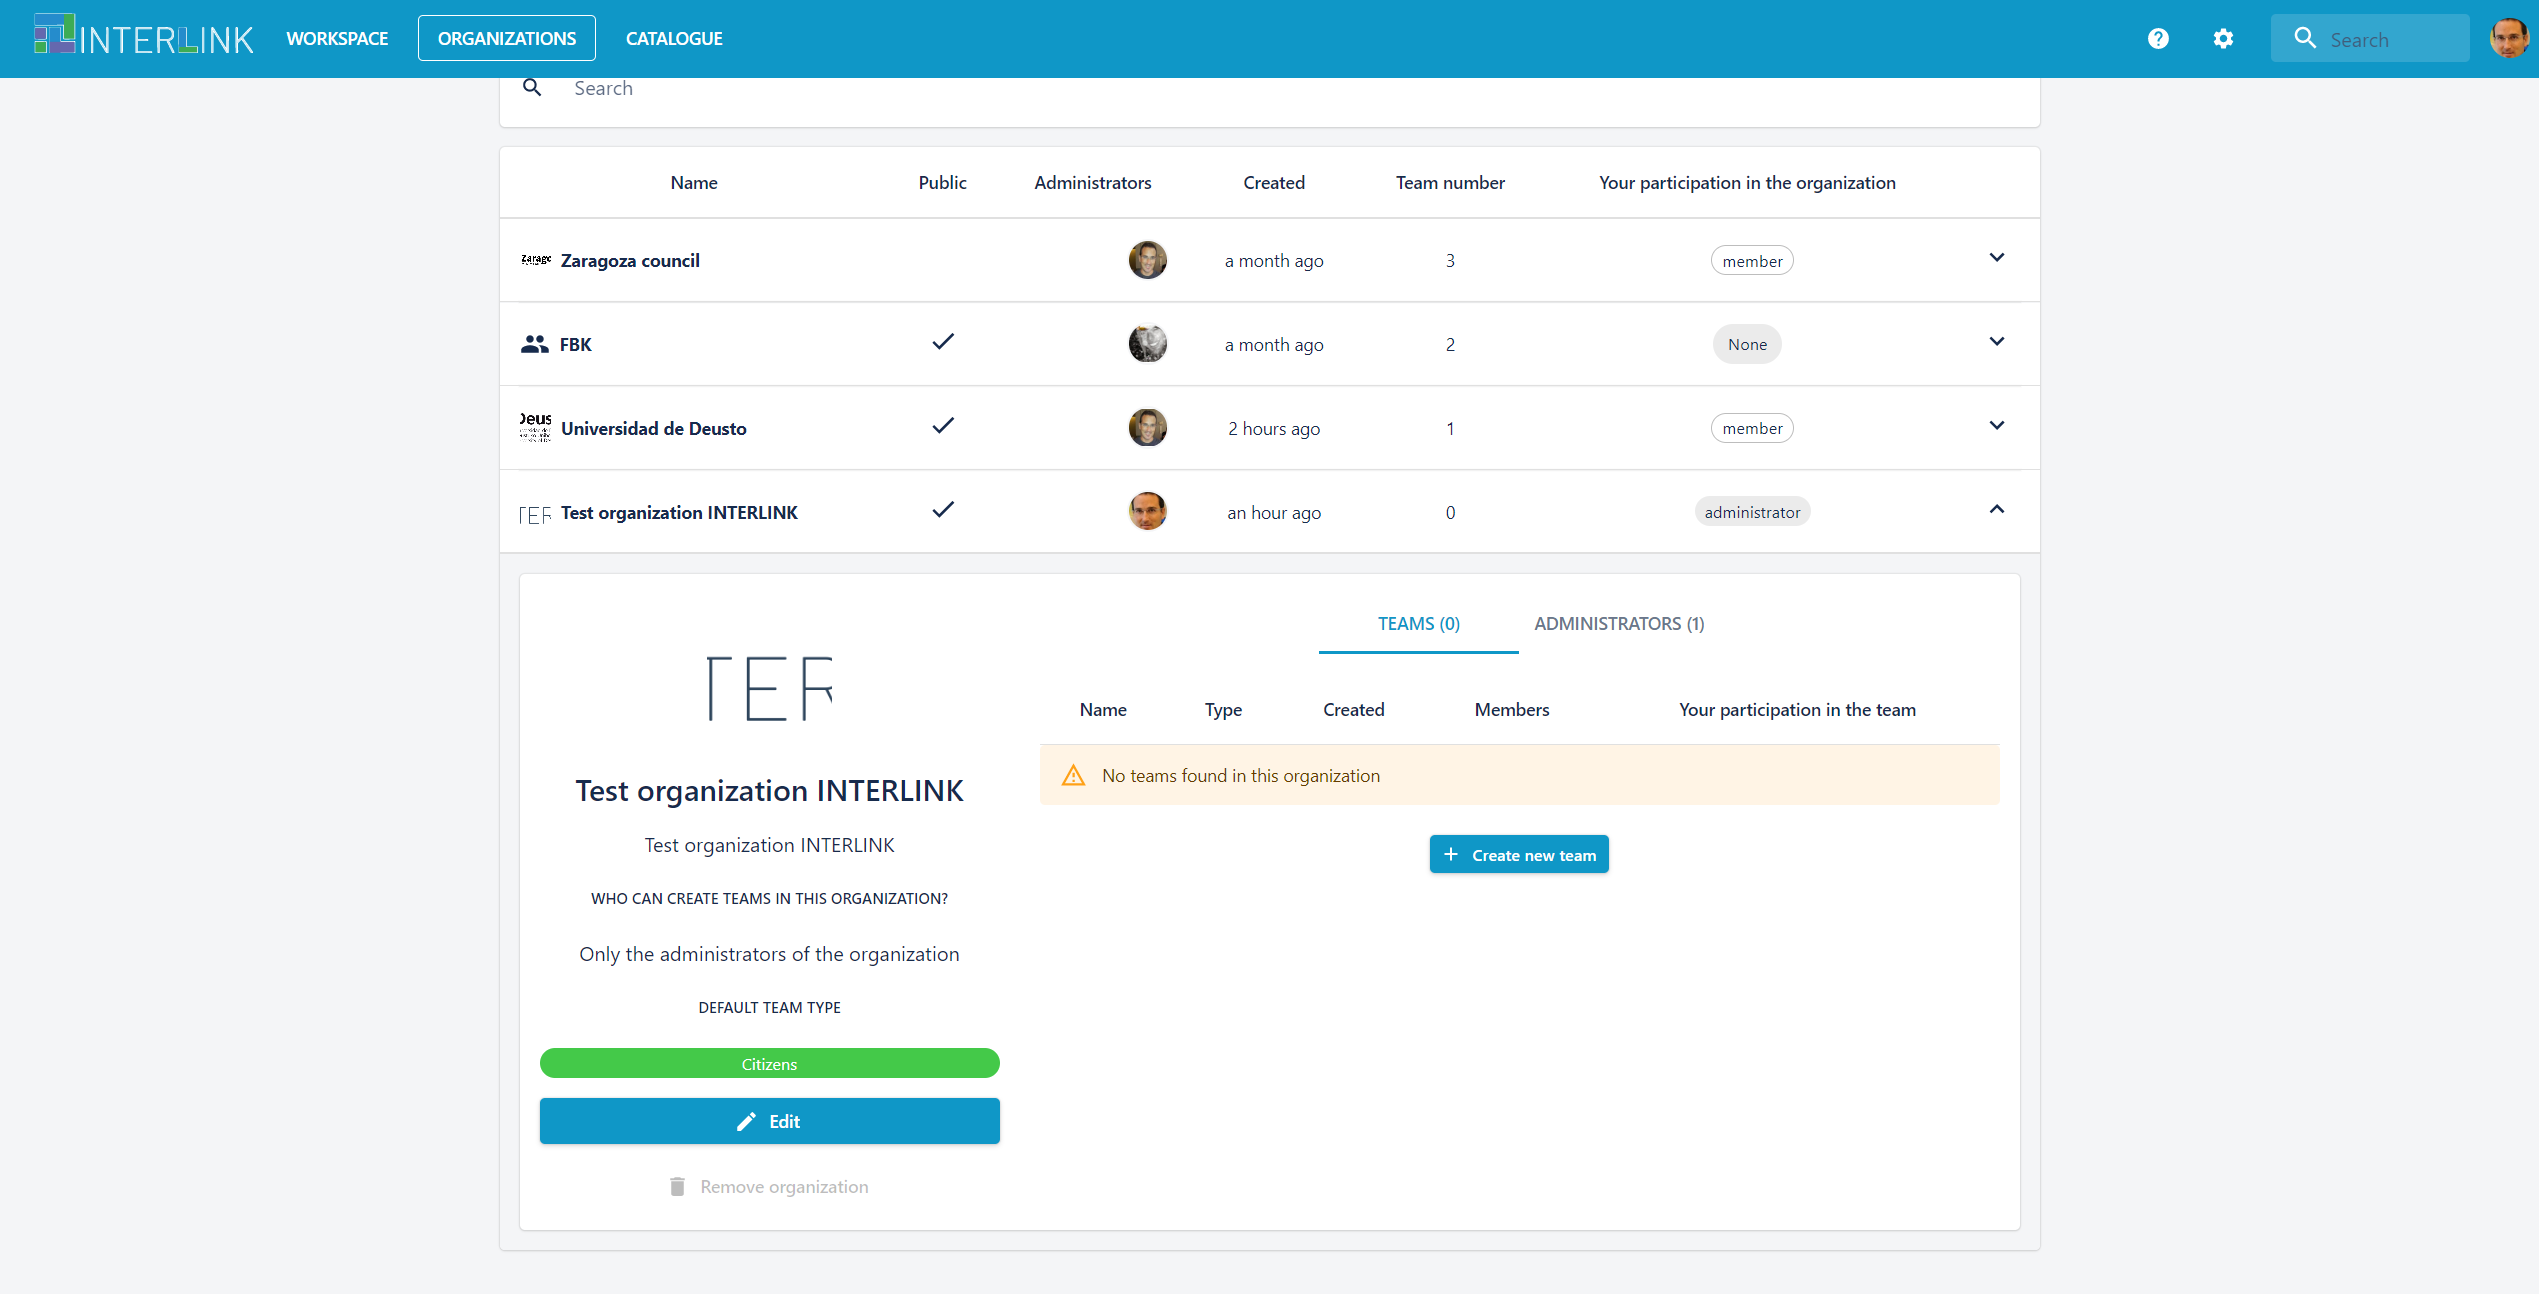 INTERLINK WORKSPACE ORGANIZATIONS CATALOGUE Search
Search
Name Public Administrators Created Team number Your participation in the organization
Zarago Zaragoza council a month ago 3 member
FBK a month ago 2 None
Deus Universidad de Deusto 2 hours ago 1 member
TER Test organization INTERLINK an hour ago 0 administrator
TEAMS (0) ADMINISTRATORS (1)
TER
Name Type Created Members Your participation in the team
No teams found in this organization
Test organization INTERLINK
Test organization INTERLINK
Create new team
WHO CAN CREATE TEAMS IN THIS ORGANIZATION?
Only the administrators of the organization
DEFAULT TEAM TYPE
Citizens
Edit
Remove organization